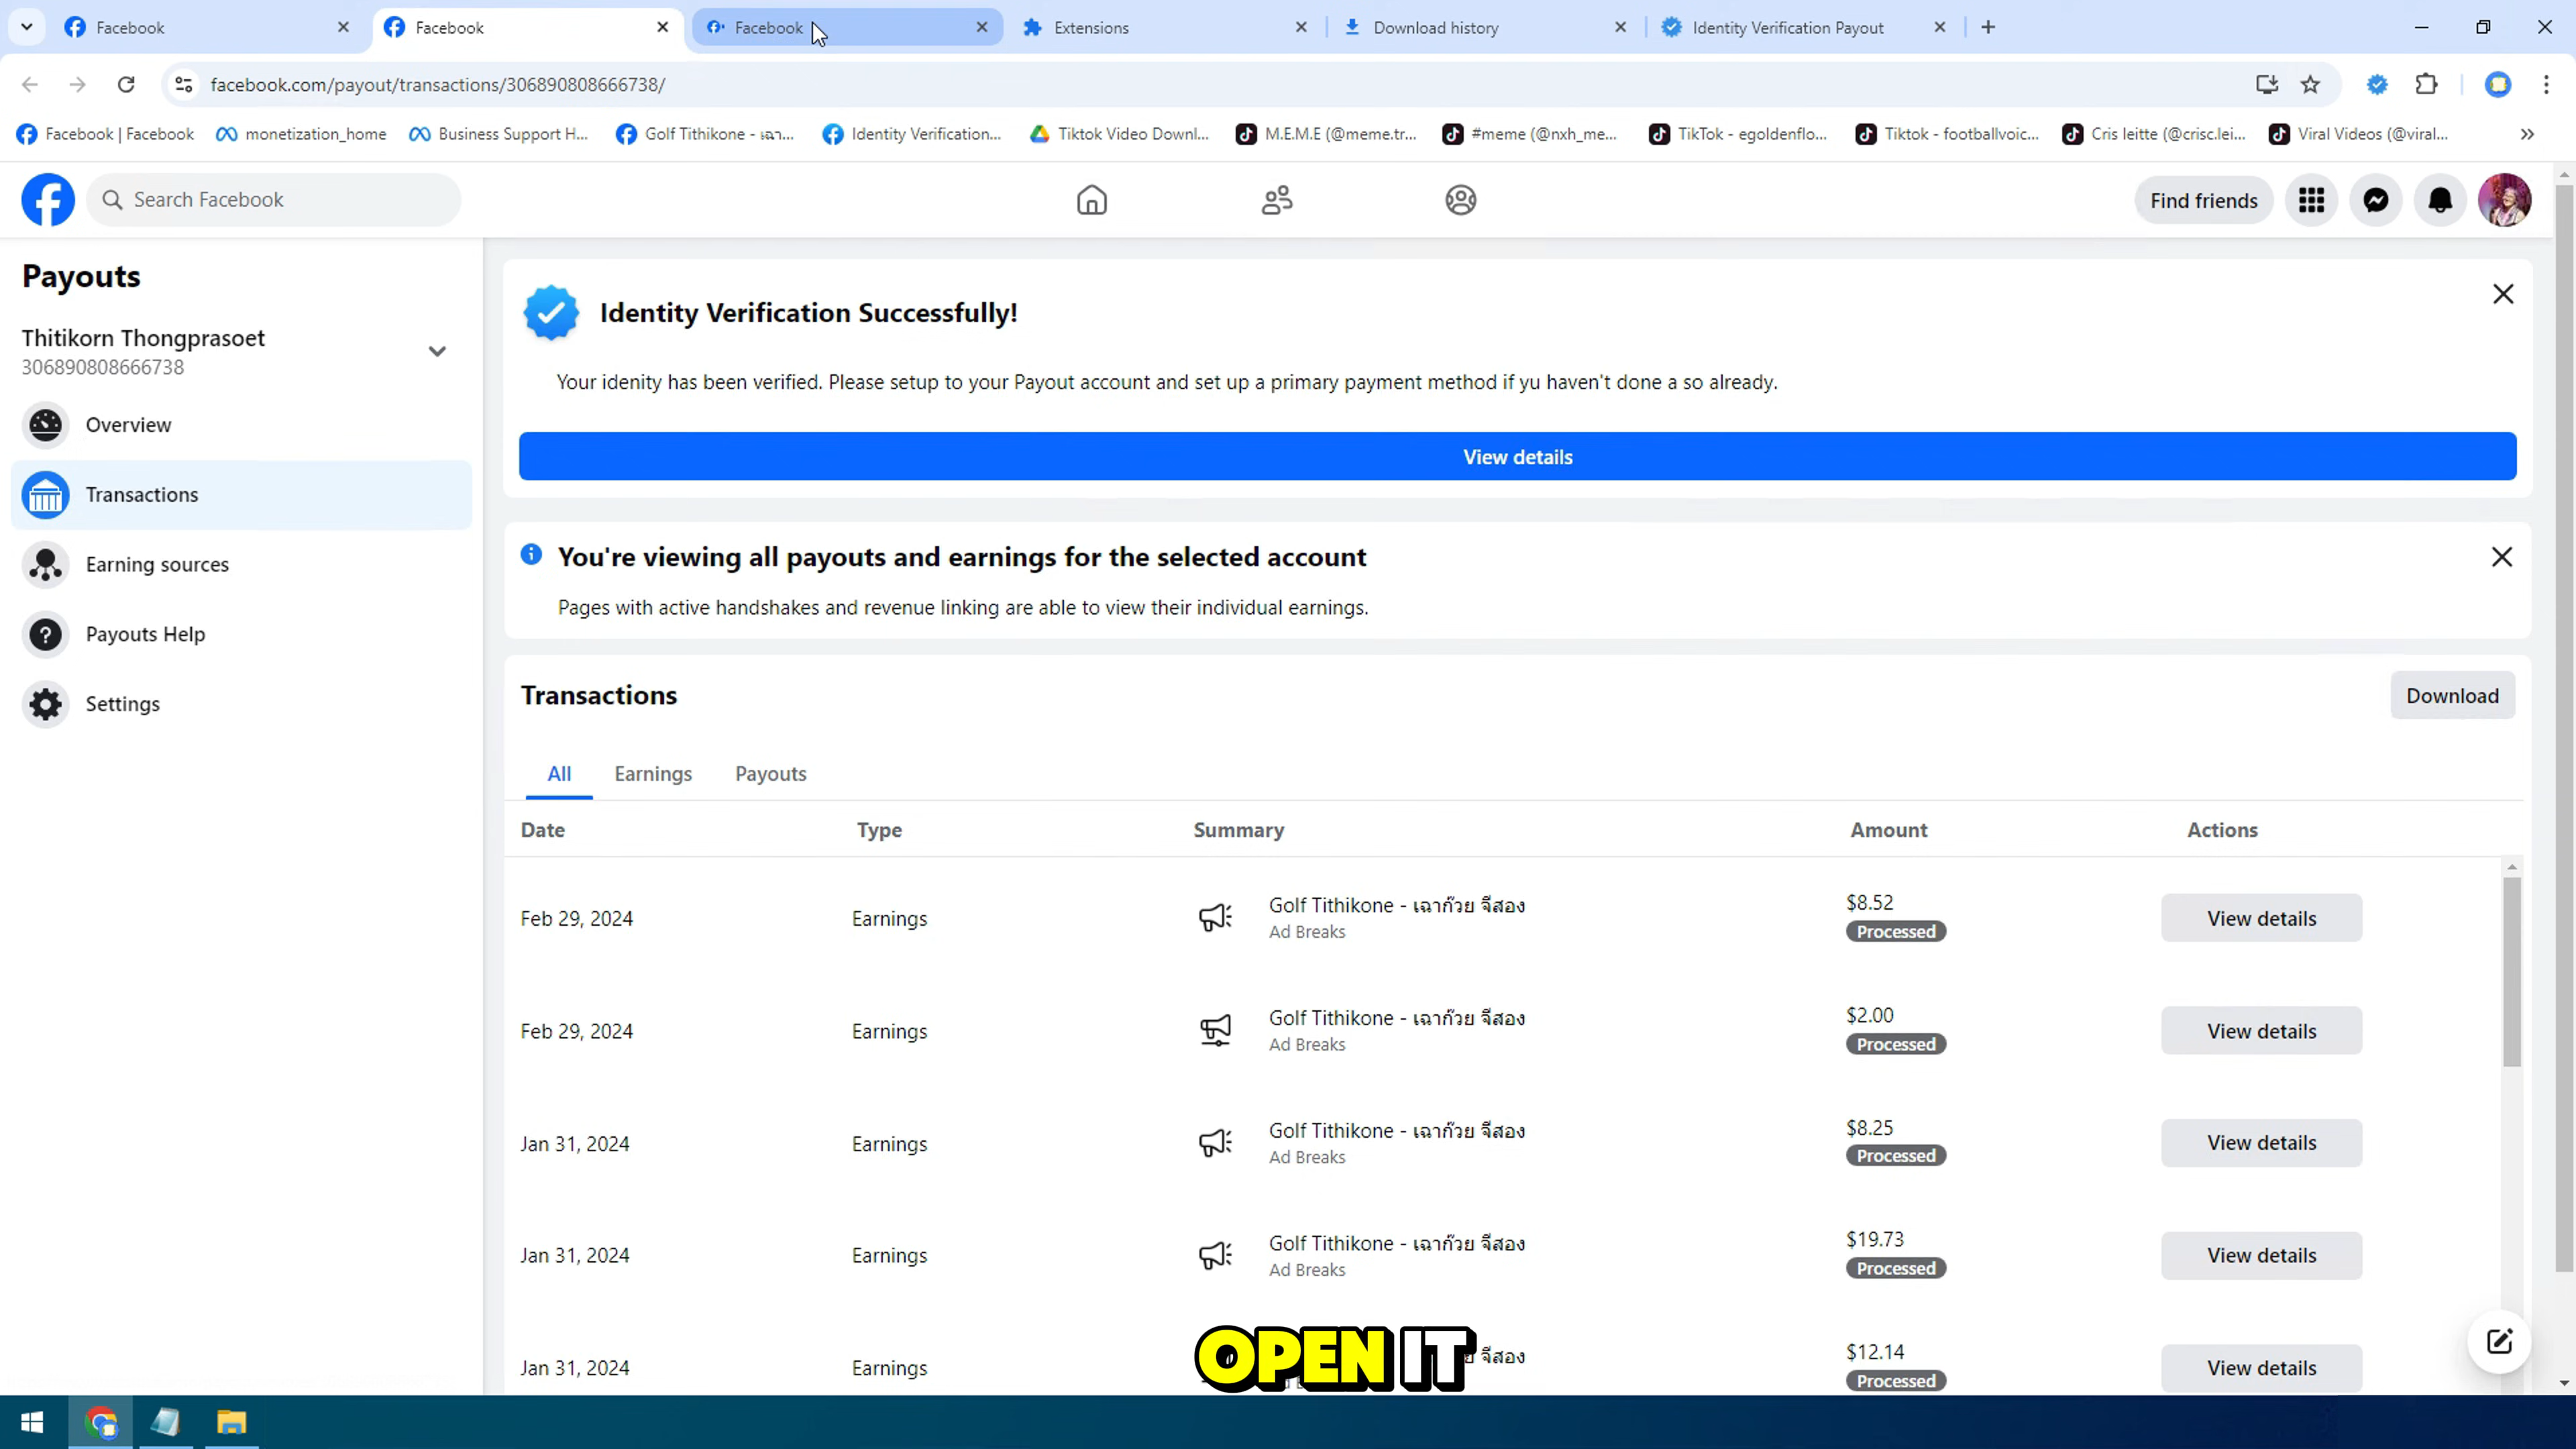 Facebook
Facebook
Facebook
Extensions
Download history
Identity Verification Payout
facebook.com/payout/transactions/306890808666738/
Facebook | Facebook
monetization_home
Business Support H...
Golf Tithikone - เฉา...
Identity Verification...
Tiktok Video Downl...
M.E.M.E (@meme.tr...
#meme (@nxh_me...
TikTok - egoldenflo...
Tiktok - footballvoic...
Cris leitte (@crisc.lei...
Viral Videos (@viral...
Search Facebook
Find friends
Payouts
Thitikorn Thongprasoet
306890808666738
Overview
Transactions
Earning sources
Payouts Help
Settings
Identity Verification Successfully!
Your idenity has been verified. Please setup to your Payout account and set up a primary payment method if yu haven't done a so already.
View details
You're viewing all payouts and earnings for the selected account
Pages with active handshakes and revenue linking are able to view their individual earnings.
Transactions
Download
All Earnings Payouts
Date Type Summary Amount Actions
Feb 29, 2024 Earnings Golf Tithikone - เฉาก๊วย จีสอง $8.52 View details
Ad Breaks Processed
Feb 29, 2024 Earnings Golf Tithikone - เฉาก๊วย จีสอง $2.00 View details
Ad Breaks Processed
Jan 31, 2024 Earnings Golf Tithikone - เฉาก๊วย จีสอง $8.25 View details
Ad Breaks Processed
Jan 31, 2024 Earnings Golf Tithikone - เฉาก๊วย จีสอง $19.73 View details
Ad Breaks Processed
Jan 31, 2024 Earnings จีสอง $12.14 View details
Processed
OPEN IT